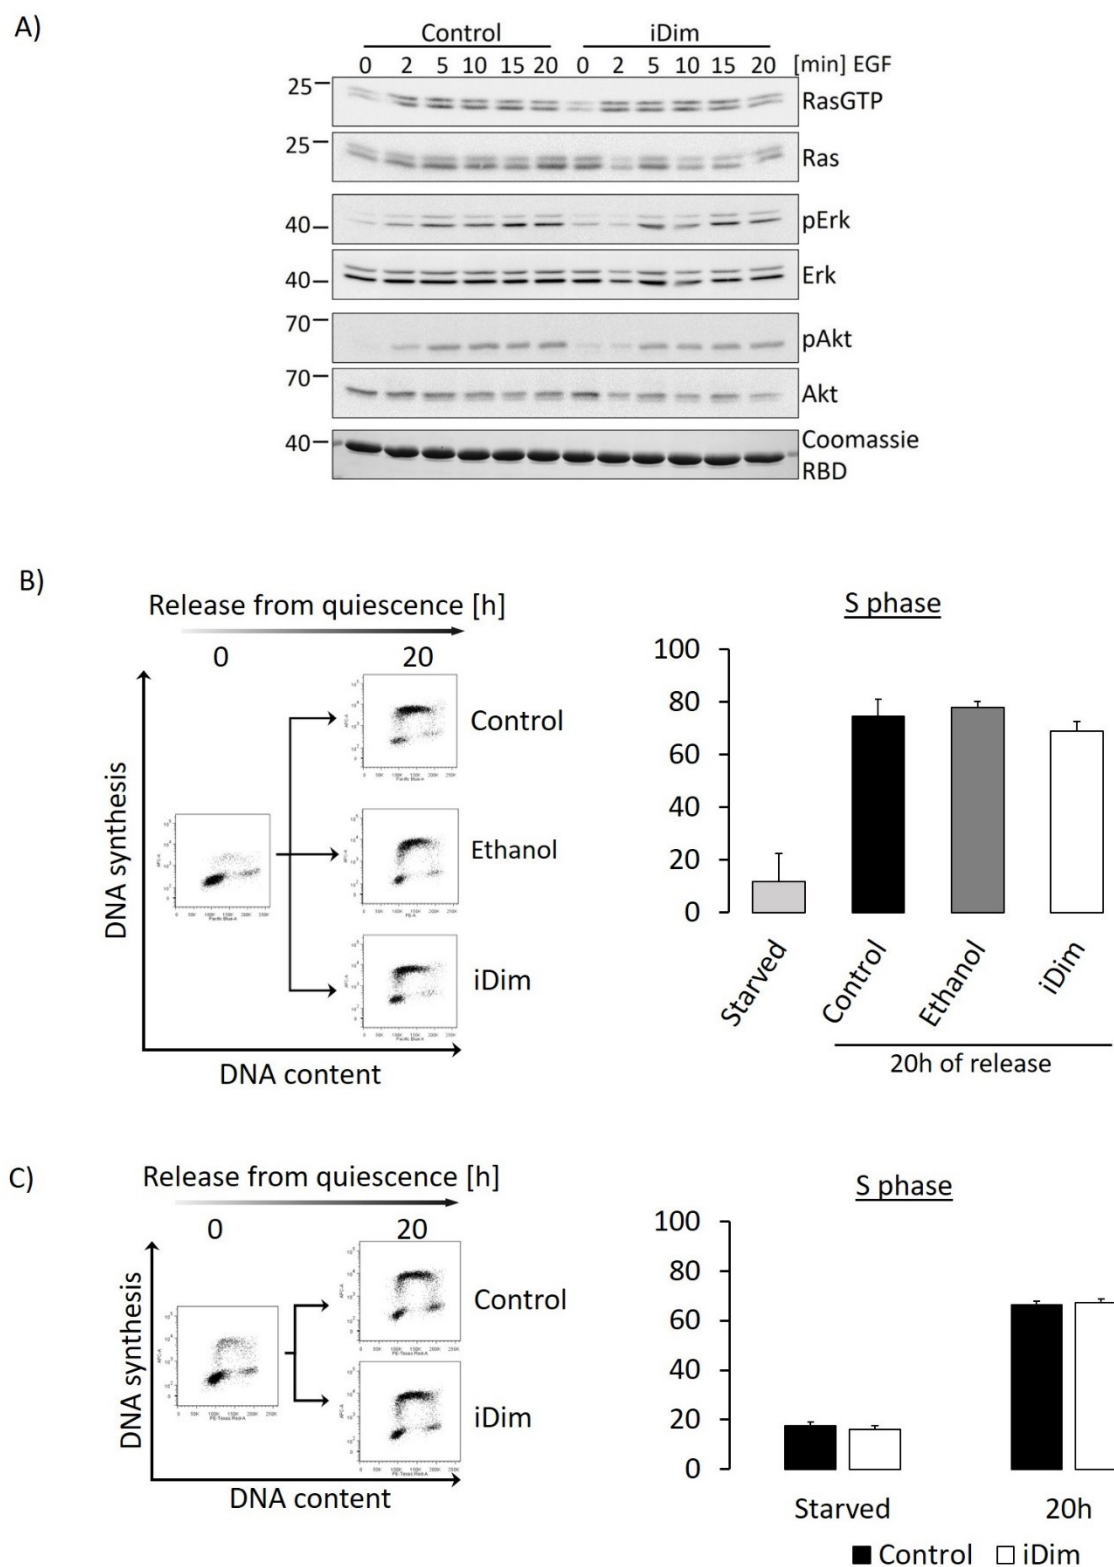 A)
Control iDim
0 2 5 10 15 20 0 2 5 10 15 20 [min] EGF
25 RasGTP
25 Ras
40 pErk
40 Erk
70 pAkt
70 Akt
40 Coomassie
RBD
B)
Release from quiescence [h]
0 20
DNA synthesis
Control
Ethanol
iDim
DNA content
S phase
100
80
60
40
20
0
Starved
Control
Ethanol
iDim
20h of release
C)
Release from quiescence [h]
0 20
DNA synthesis
Control
iDim
DNA content
S phase
100
80
60
40
20
0
Starved 20h
Control iDim